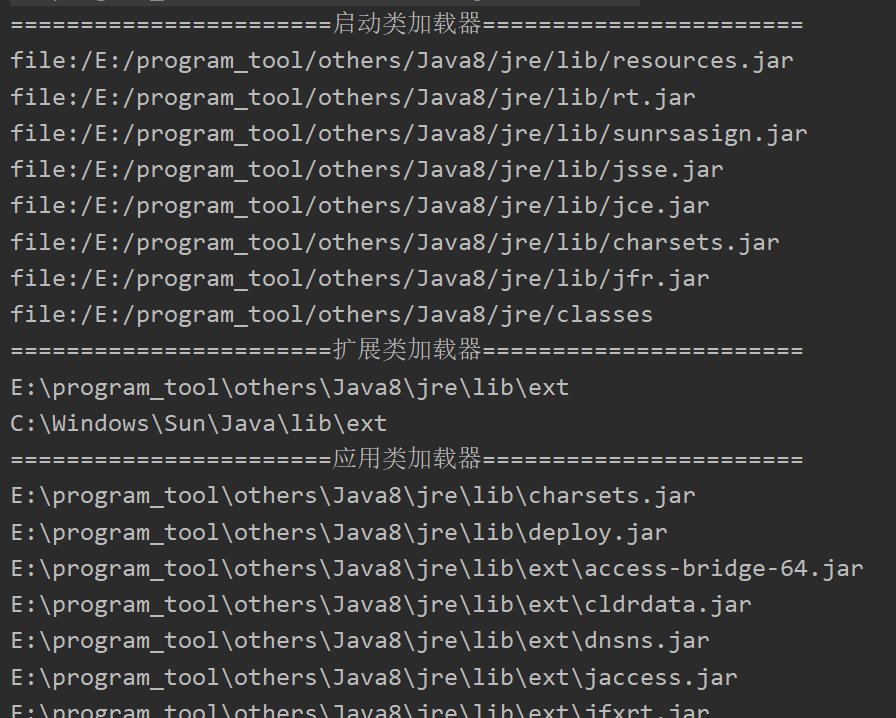 =======================启动类加载器=======================
file:/E:/program_tool/others/Java8/jre/lib/resources.jar
file:/E:/program_tool/others/Java8/jre/lib/rt.jar
file:/E:/program_tool/others/Java8/jre/lib/sunrsasign.jar
file:/E:/program_tool/others/Java8/jre/lib/jsse.jar
file:/E:/program_tool/others/Java8/jre/lib/jce.jar
file:/E:/program_tool/others/Java8/jre/lib/charsets.jar
file:/E:/program_tool/others/Java8/jre/lib/jfr.jar
file:/E:/program_tool/others/Java8/jre/classes
=======================扩展类加载器=======================
E:\program_tool\others\Java8\jre\lib\ext
C:\Windows\Sun\Java\lib\ext
=======================应用类加载器=======================
E:\program_tool\others\Java8\jre\lib\charsets.jar
E:\program_tool\others\Java8\jre\lib\deploy.jar
E:\program_tool\others\Java8\jre\lib\ext\access-bridge-64.jar
E:\program_tool\others\Java8\jre\lib\ext\cldrdata.jar
E:\program_tool\others\Java8\jre\lib\ext\dnsns.jar
E:\program_tool\others\Java8\jre\lib\ext\jaccess.jar
E:\program_tool\others\Java8\jre\lib\ext\jfxrt.jar